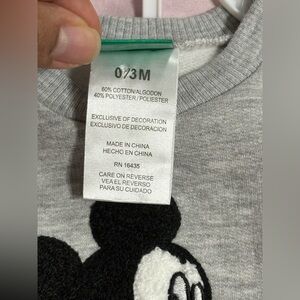 0/3M
60% COTTON/ALGODON
40% POLYESTER / POLIESTER
EXCLUSIVE OF DECORATION
EXCLUSIVO DE DECORACION
MADE IN CHINA
HECHO EN CHINA
RN 16435
CARE ON REVERSE
VEA EL REVERSO
PARA SU CUIDADO